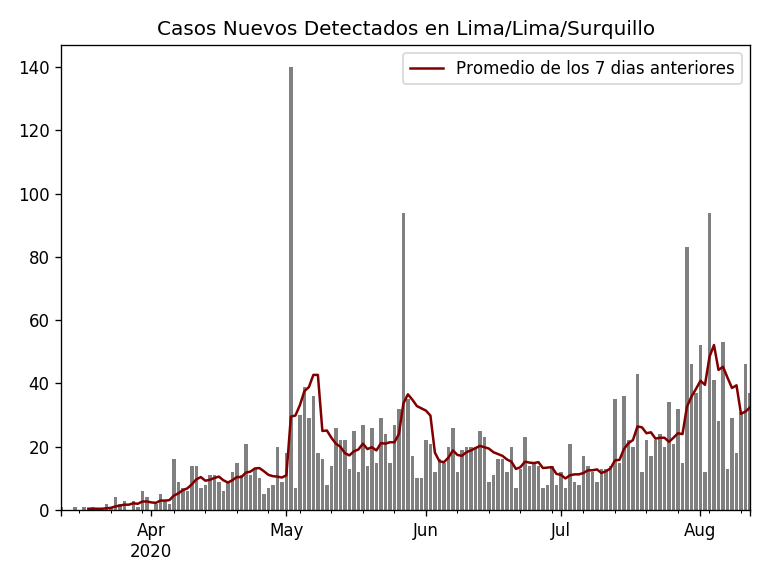 Casos Nuevos Detectados en Lima/Lima/Surquillo
Promedio de los 7 dias anteriores
140
120
100
80
60
40
20
0
Apr
2020
May
Jun
Jul
Aug